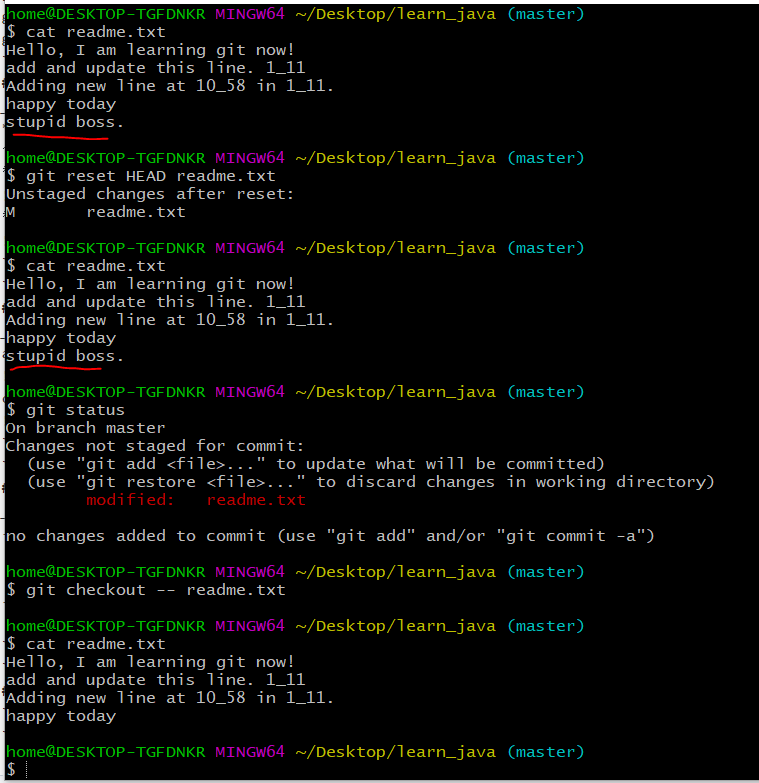 home@DESKTOP-TGFDNKR MINGW64 ~/Desktop/learn_java (master)
$ cat readme.txt
Hello, I am learning git now!
add and update this line. 1_11
Adding new line at 10_58 in 1_11.
happy today
stupid boss.
home@DESKTOP-TGFDNKR MINGW64 ~/Desktop/learn_java (master)
$ git reset HEAD readme.txt
Unstaged changes after reset:
M       readme.txt
home@DESKTOP-TGFDNKR MINGW64 ~/Desktop/learn_java (master)
$ cat readme.txt
Hello, I am learning git now!
add and update this line. 1_11
Adding new line at 10_58 in 1_11.
happy today
stupid boss.
home@DESKTOP-TGFDNKR MINGW64 ~/Desktop/learn_java (master)
$ git status
On branch master
Changes not staged for commit:
  (use "git add <file>..." to update what will be committed)
  (use "git restore <file>..." to discard changes in working directory)
        modified:   readme.txt
no changes added to commit (use "git add" and/or "git commit -a")
home@DESKTOP-TGFDNKR MINGW64 ~/Desktop/learn_java (master)
$ git checkout -- readme.txt
home@DESKTOP-TGFDNKR MINGW64 ~/Desktop/learn_java (master)
$ cat readme.txt
Hello, I am learning git now!
add and update this line. 1_11
Adding new line at 10_58 in 1_11.
happy today
home@DESKTOP-TGFDNKR MINGW64 ~/Desktop/learn_java (master)
$